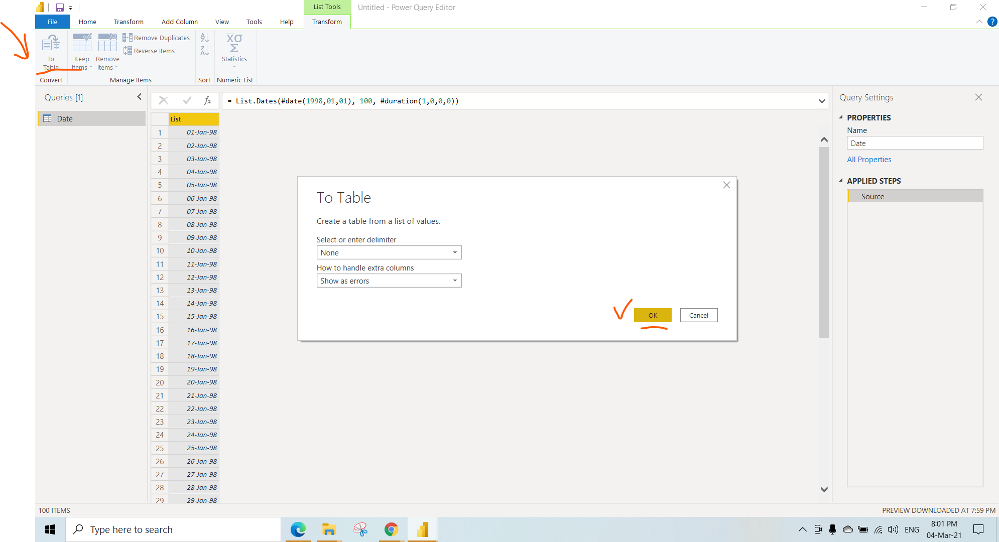 List Tools
Untitled - Power Query Editor
File Home Transform Add Column View Tools Help Transform
?
To Table
Keep Items
Remove Items
Remove Duplicates
Reverse Items
A Z
Z A
X̅σ
Σ
Statistics
Convert Manage Items Sort Numeric List
Queries [1]
fx
= List.Dates(#date(1998,01,01), 100, #duration(1,0,0,0))
Query Settings
Date
List
1 01-Jan-98
2 02-Jan-98
3 03-Jan-98
4 04-Jan-98
5 05-Jan-98
6 06-Jan-98
7 07-Jan-98
8 08-Jan-98
9 09-Jan-98
10 10-Jan-98
11 11-Jan-98
12 12-Jan-98
13 13-Jan-98
14 14-Jan-98
15 15-Jan-98
16 16-Jan-98
17 17-Jan-98
18 18-Jan-98
19 19-Jan-98
20 20-Jan-98
21 21-Jan-98
22 22-Jan-98
23 23-Jan-98
24 24-Jan-98
25 25-Jan-98
26 26-Jan-98
27 27-Jan-98
28 28-Jan-98
29 29-Jan-98
To Table
Create a table from a list of values.
Select or enter delimiter
None
How to handle extra columns
Show as errors
OK Cancel
PROPERTIES
Name
Date
All Properties
APPLIED STEPS
Source
100 ITEMS
PREVIEW DOWNLOADED AT 7:59 PM
Type here to search
ENG
8:01 PM
04-Mar-21